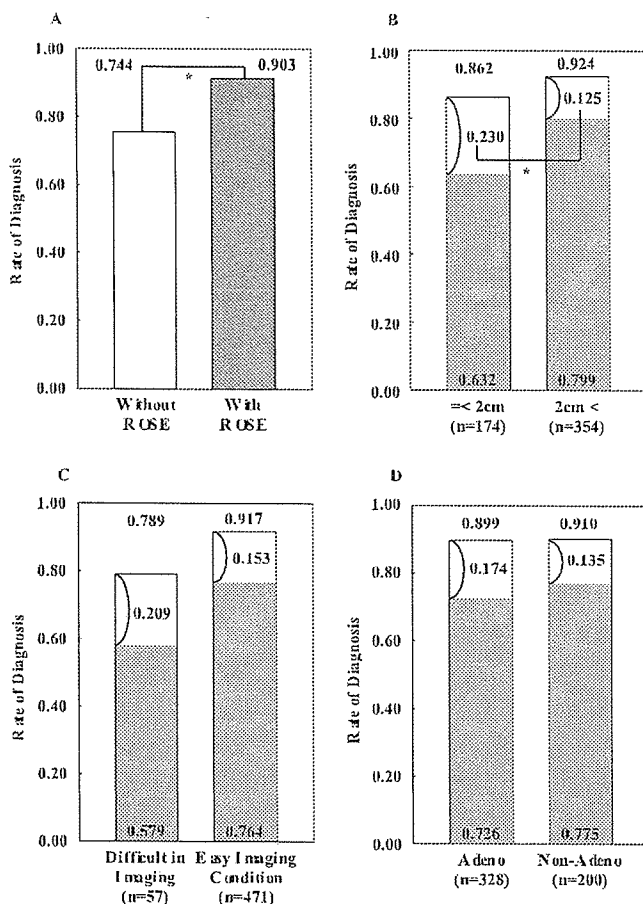 A
Rate of Diagnosis
1.00
0.80
0.60
0.40
0.20
0.00
0.744
0.903
*
Without
ROSE
With
ROSE
B
Rate of Diagnosis
1.00
0.80
0.60
0.40
0.20
0.00
0.862
0.924
0.230
0.125
*
0.632
0.799
=< 2cm
(n=174)
2cm <
(n=354)
C
Rate of Diagnosis
1.00
0.80
0.60
0.40
0.20
0.00
0.789
0.917
0.209
0.153
0.579
0.764
Difficult in
Imaging
(n=57)
Easy Imaging
Condition
(n=471)
D
Rate of Diagnosis
1.00
0.80
0.60
0.40
0.20
0.00
0.899
0.910
0.174
0.135
0.726
0.775
Adeno
(n=328)
Non-Adeno
(n=200)